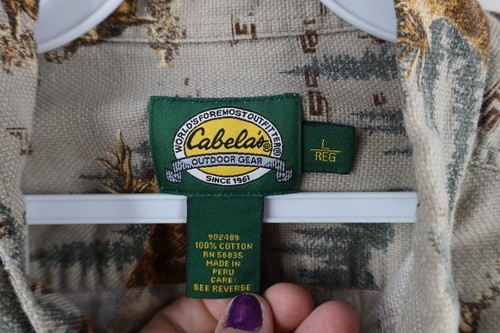 WORLD'S FOREMOST OUTFITTER®
Cabela's®
OUTDOOR GEAR
SINCE 1961
L
REG
902489
100% COTTON
RN 56835
MADE IN
PERU
CARE:
SEE REVERSE